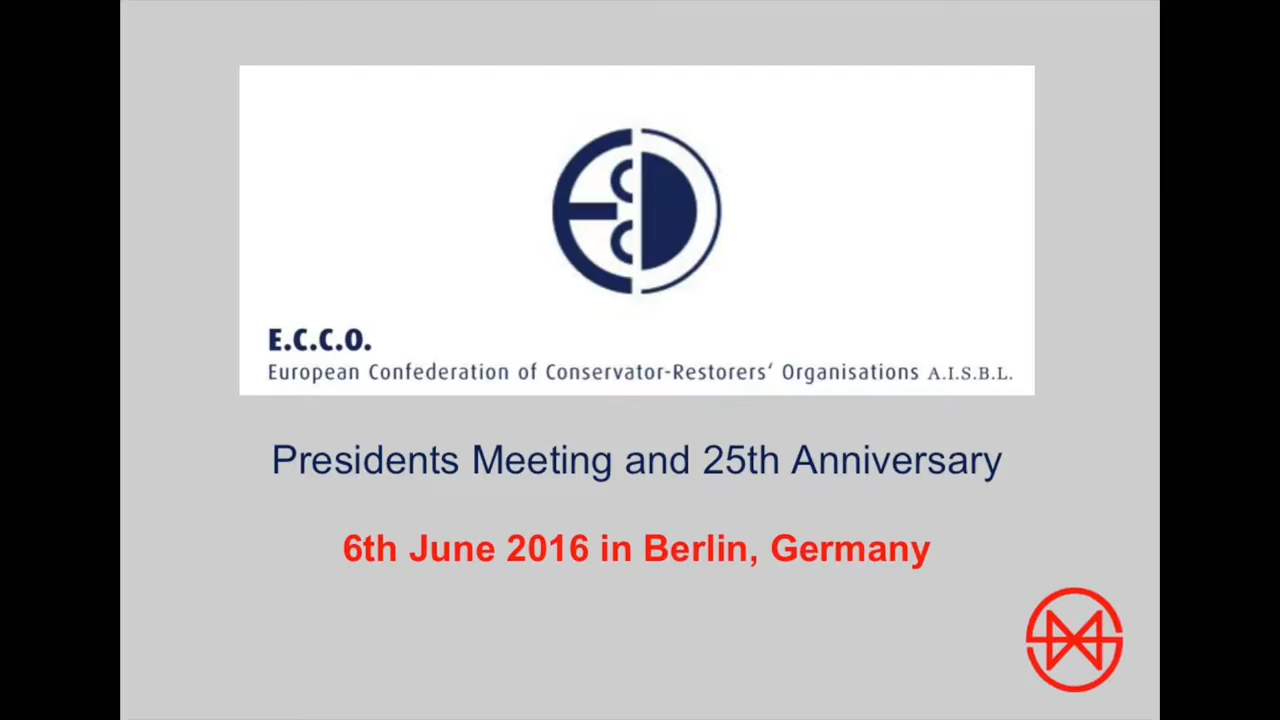 E.C.C.O.
European Confederation of Conservator-Restorers‘ Organisations A.I.S.B.L.
Presidents Meeting and 25th Anniversary
6th June 2016 in Berlin, Germany